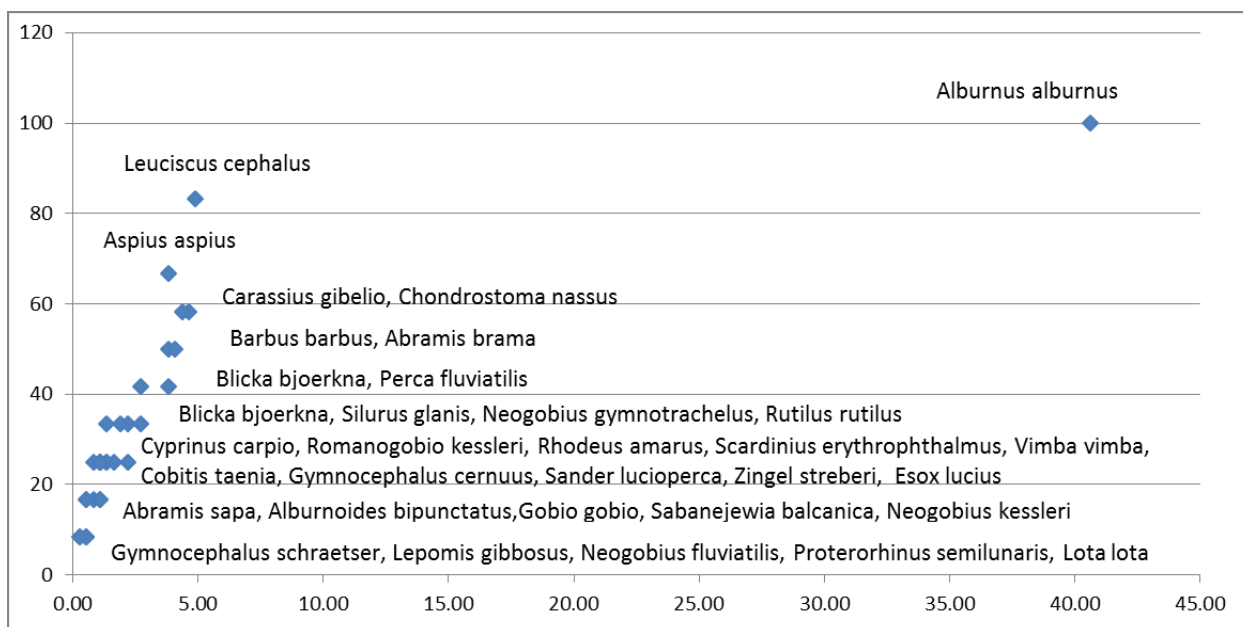 120
Alburnus alburnus
100
Leuciscus cephalus
80
Aspius aspius
60
Carassius gibelio, Chondrostoma nassus
Barbus barbus, Abramis brama
Blicka bjoerkna, Perca fluviatilis
40
Blicka bjoerkna, Silurus glanis, Neogobius gymnotrachelus, Rutilus rutilus
Cyprinus carpio, Romanogobio kessleri, Rhodeus amarus, Scardinius erythrophthalmus, Vimba vimba,
Cobitis taenia, Gymnocephalus cernuus, Sander lucioperca, Zingel streberi, Esox lucius
20
Abramis sapa, Alburnoides bipunctatus,Gobio gobio, Sabanejewia balcanica, Neogobius kessleri
Gymnocephalus schraetser, Lepomis gibbosus, Neogobius fluviatilis, Proterorhinus semilunaris, Lota lota
0
0.00 5.00 10.00 15.00 20.00 25.00 30.00 35.00 40.00 45.00